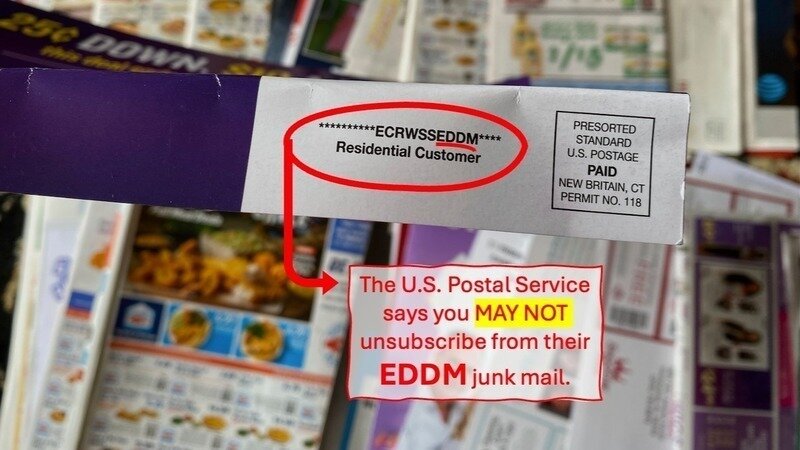 25¢ DOWN.
**********ECRWSSEDDM****
Residential Customer
PRESORTED
STANDARD
U.S. POSTAGE
PAID
NEW BRITAIN, CT
PERMIT NO. 118
The U.S. Postal Service
says you MAY NOT
unsubscribe from their
EDDM junk mail.
AT&T